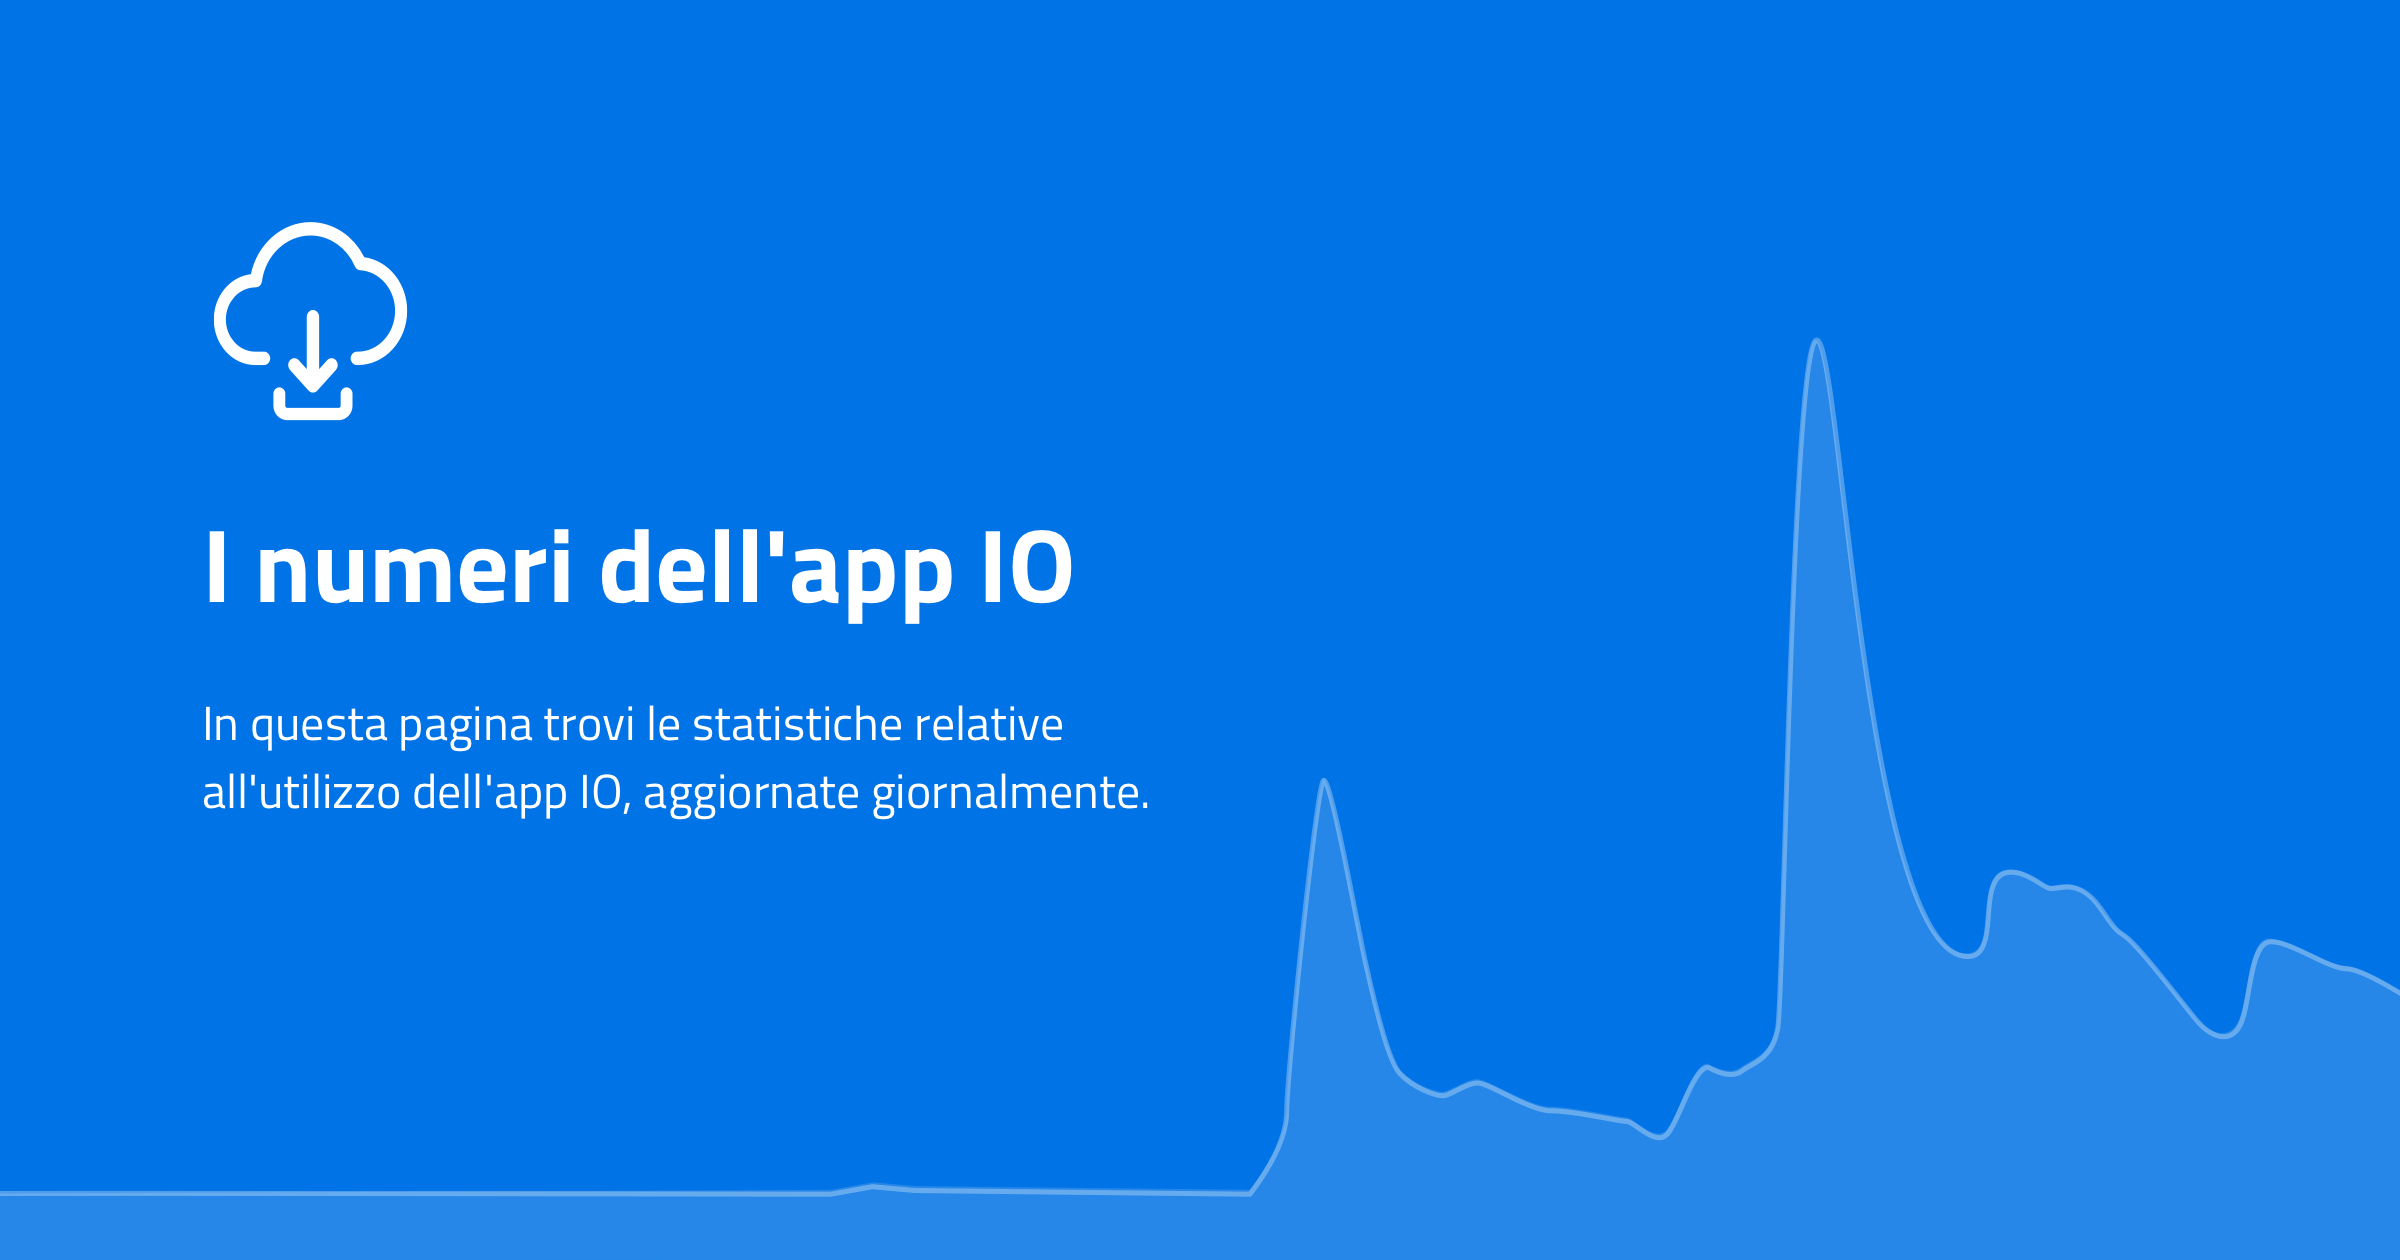 I numeri dell'app IO
In questa pagina trovi le statistiche relative
all'utilizzo dell'app IO, aggiornate giornalmente.